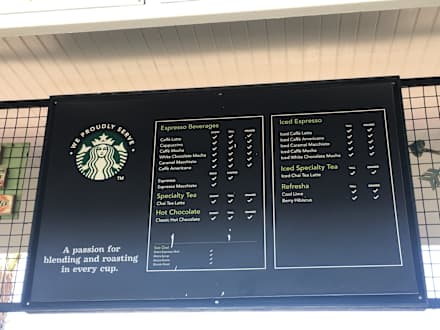 WE PROUDLY SERVE
TM
A passion for
blending and roasting
in every cup.
Espresso Beverages
Caffè Latte
Cappuccino
Caffè Mocha
White Chocolate Mocha
Caramel Macchiato
Caffè Americano
Espresso
Espresso Macchiato
Specialty Tea
Chai Tea Latte
Hot Chocolate
Classic Hot Chocolate
Iced Espresso
Iced Caffè Latte
Iced Caffè Americano
Iced Caramel Macchiato
Iced Caffè Mocha
Iced White Chocolate Mocha
Iced Specialty Tea
Iced Chai Tea Latte
Refresha
Cool Lime
Berry Hibiscus